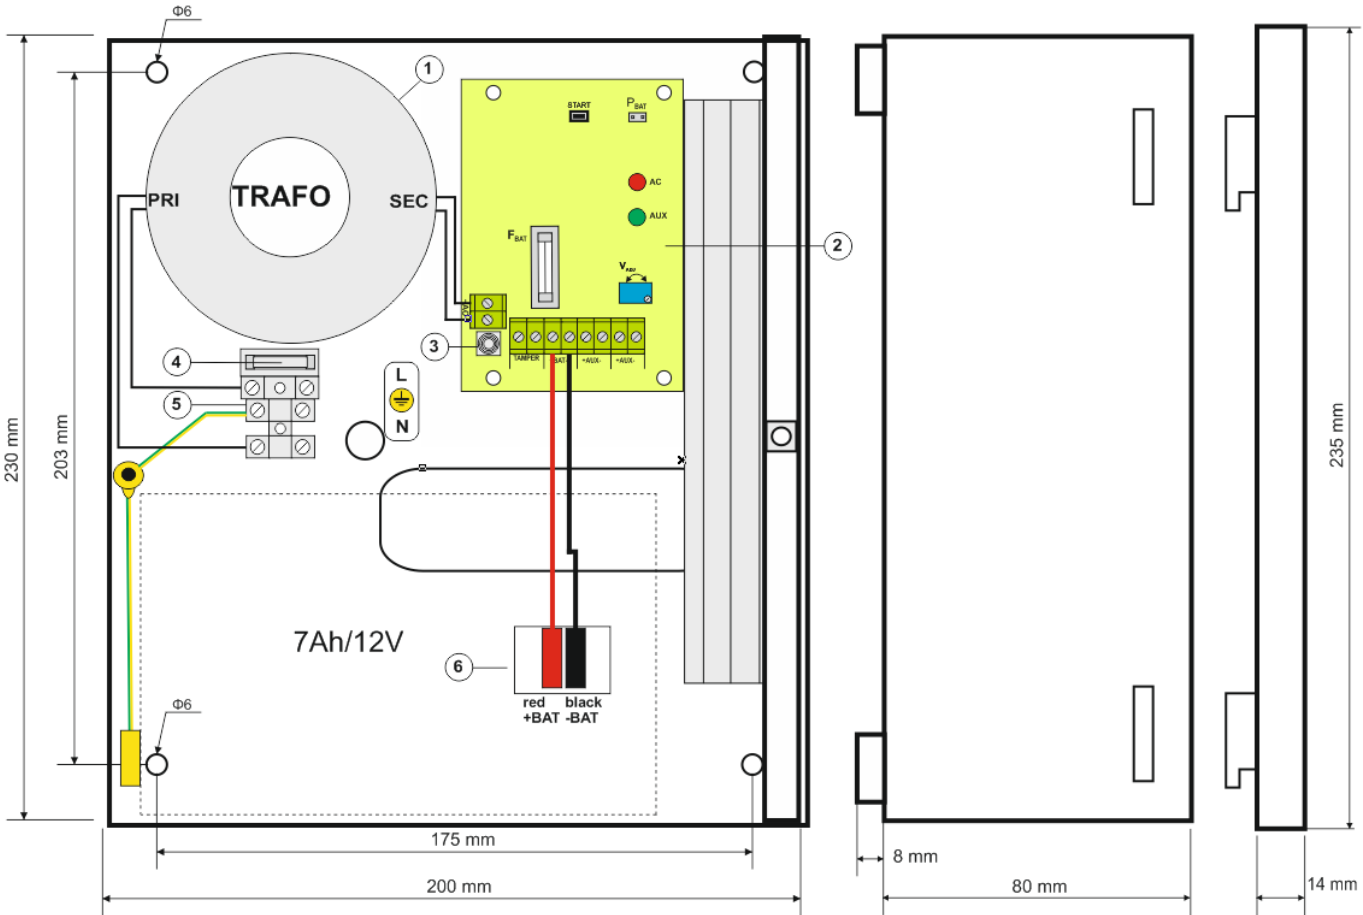 Φ6
1
START
PBAT
PRI
TRAFO
SEC
AC
AUX
FBAT
2
VADJ
~AC~
3
TAMPER
+BAT-
+AUX-
+AUX-
4
5
L
N
230 mm
203 mm
235 mm
7Ah/12V
6
red
+BAT
black
-BAT
Φ6
175 mm
200 mm
8 mm
80 mm
14 mm